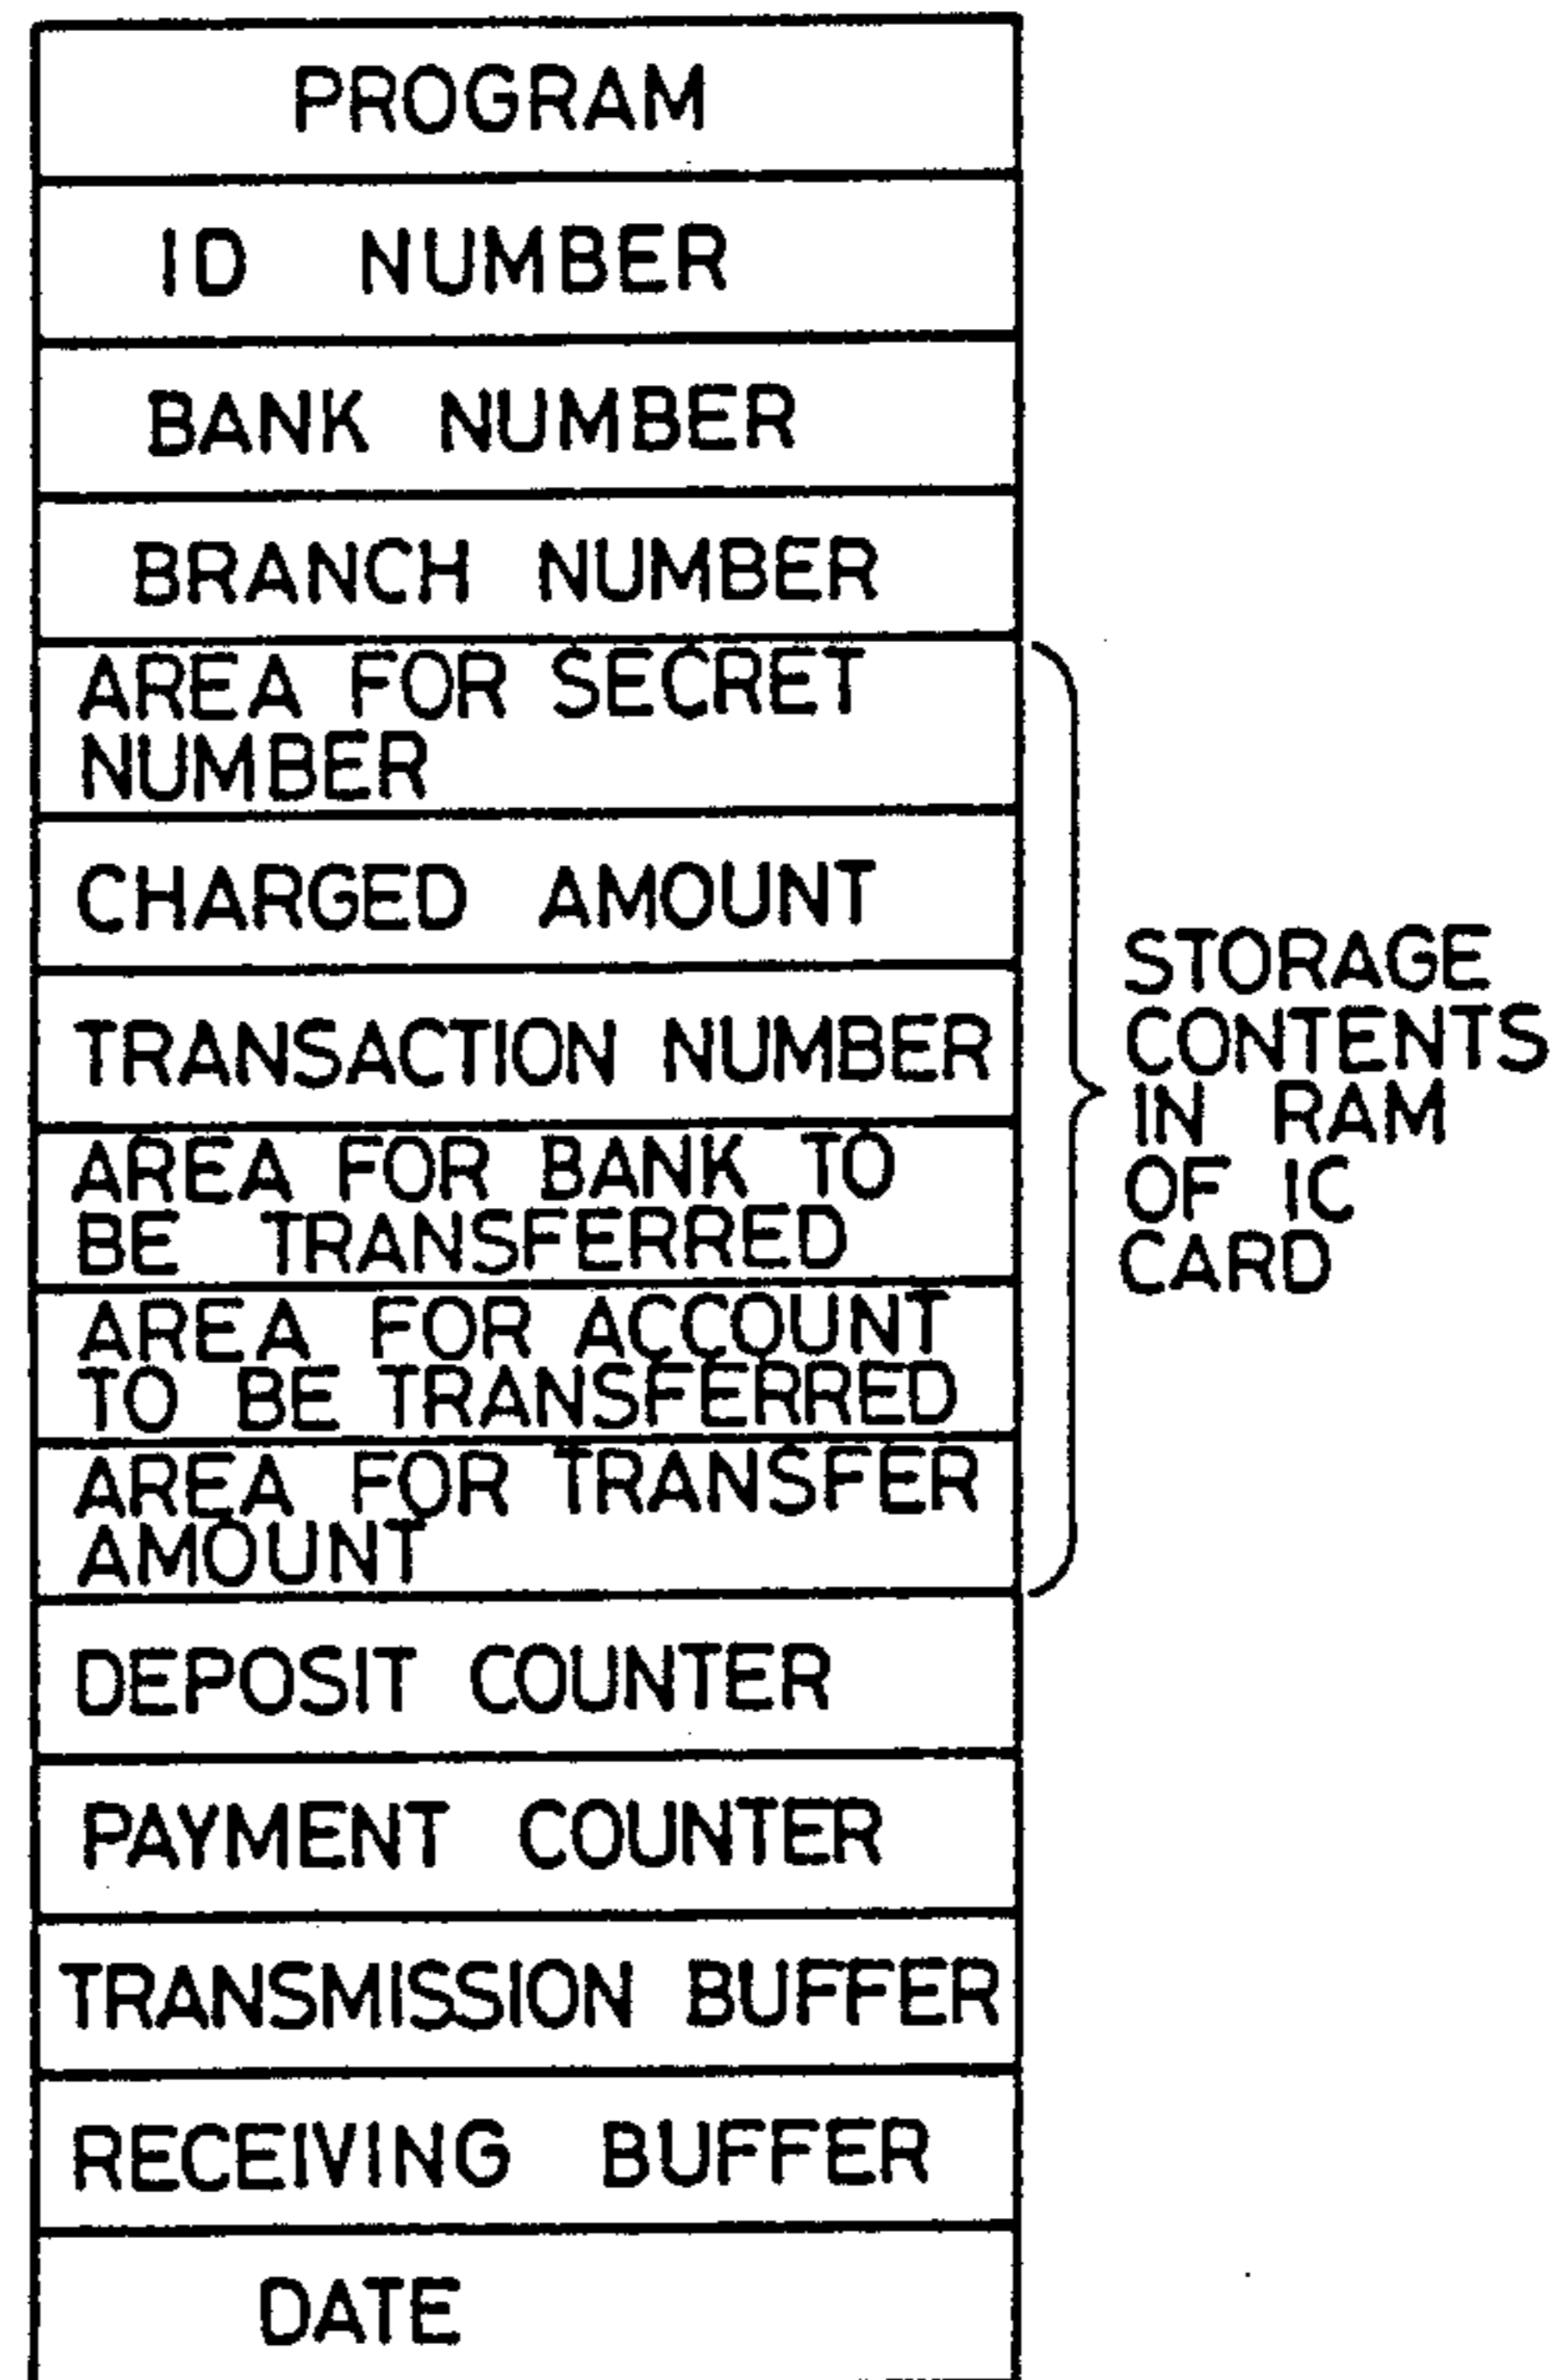 PROGRAM
ID NUMBER
BANK NUMBER
BRANCH NUMBER
AREA FOR SECRET
NUMBER
CHARGED AMOUNT
TRANSACTION NUMBER
AREA FOR BANK TO
BE TRANSFERRED
AREA FOR ACCOUNT
TO BE TRANSFERRED
AREA FOR TRANSFER
AMOUNT
DEPOSIT COUNTER
PAYMENT COUNTER
TRANSMISSION BUFFER
RECEIVING BUFFER
DATE
STORAGE
CONTENTS
IN RAM
OF IC
CARD